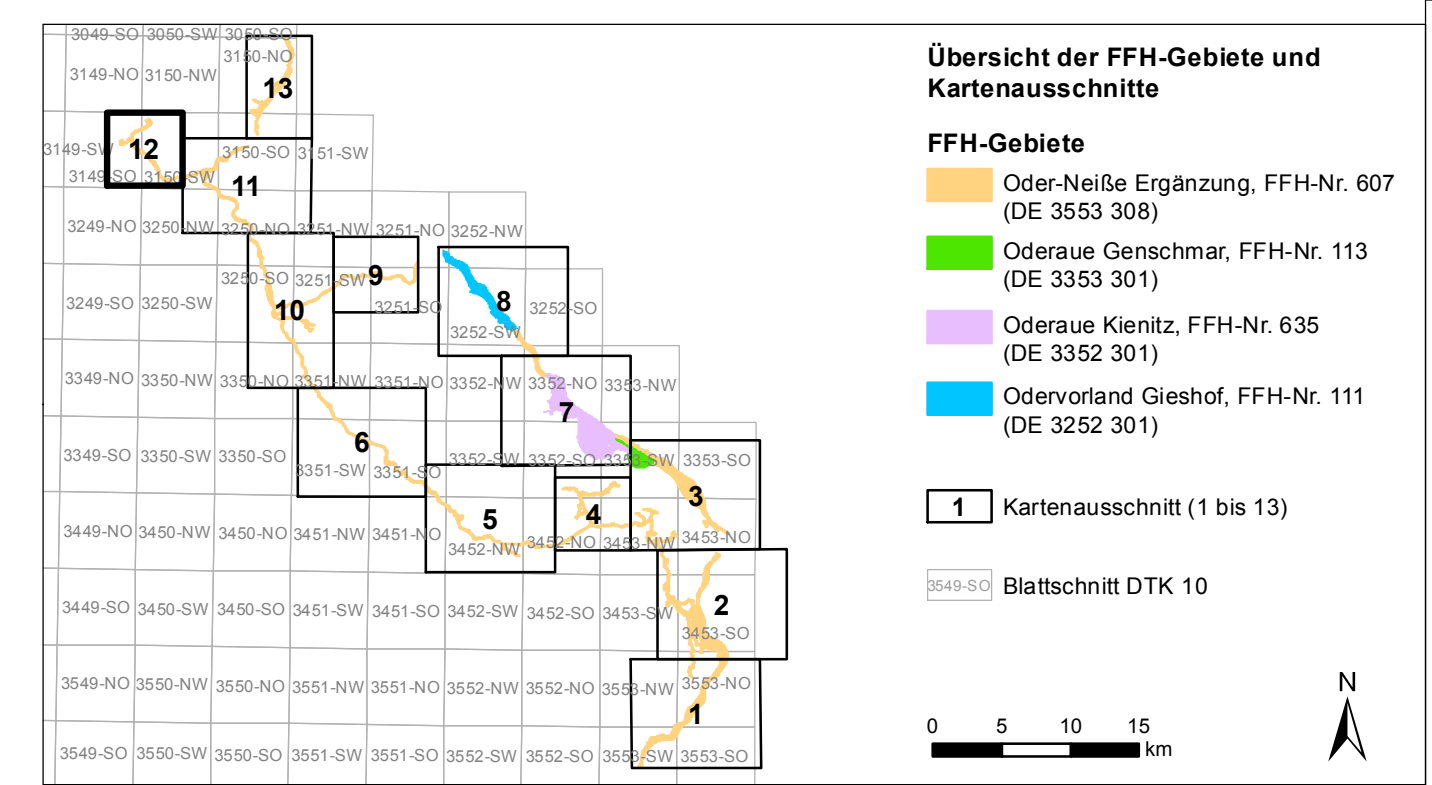 3049-SO 3050-SW 3050-SO
3150-NO
3149-NO 3150-NW
13
12
3149-SW 3150-SO 3151-SW
3149-SO 3150-SW
11
3249-NO 3250-NW 3250-NO 3251-NW 3251-NO 3252-NW
3250-SO 3251-SW 9
3249-SO 3250-SW 10 3251-SO 8 3252-SO
3252-SW
3349-NO 3350-NW 3350-NO 3351-NW 3351-NO 3352-NW 3352-NO 3353-NW
7
6
3349-SO 3350-SW 3350-SO 3351-SW 3351-SO 3352-SW 3352-SO 3353-SW 3353-SO
3
5 4
3449-NO 3450-NW 3450-NO 3451-NW 3451-NO 3452-NW 3452-NO 3453-NW 3453-NO
2
3449-SO 3450-SW 3450-SO 3451-SW 3451-SO 3452-SW 3452-SO 3453-SW 3453-SO
3549-NO 3550-NW 3550-NO 3551-NW 3551-NO 3552-NW 3552-NO 3553-NW 3553-NO
1
3549-SO 3550-SW 3550-SO 3551-SW 3551-SO 3552-SW 3552-SO 3553-SW 3553-SO
Übersicht der FFH-Gebiete und
Kartenausschnitte
FFH-Gebiete
Oder-Neiße Ergänzung, FFH-Nr. 607
(DE 3553 308)
Oderaue Genschmar, FFH-Nr. 113
(DE 3353 301)
Oderaue Kienitz, FFH-Nr. 635
(DE 3352 301)
Odervorland Gieshof, FFH-Nr. 111
(DE 3252 301)
1 Kartenausschnitt (1 bis 13)
3549-SO Blattschnitt DTK 10
N
0 5 10 15
km